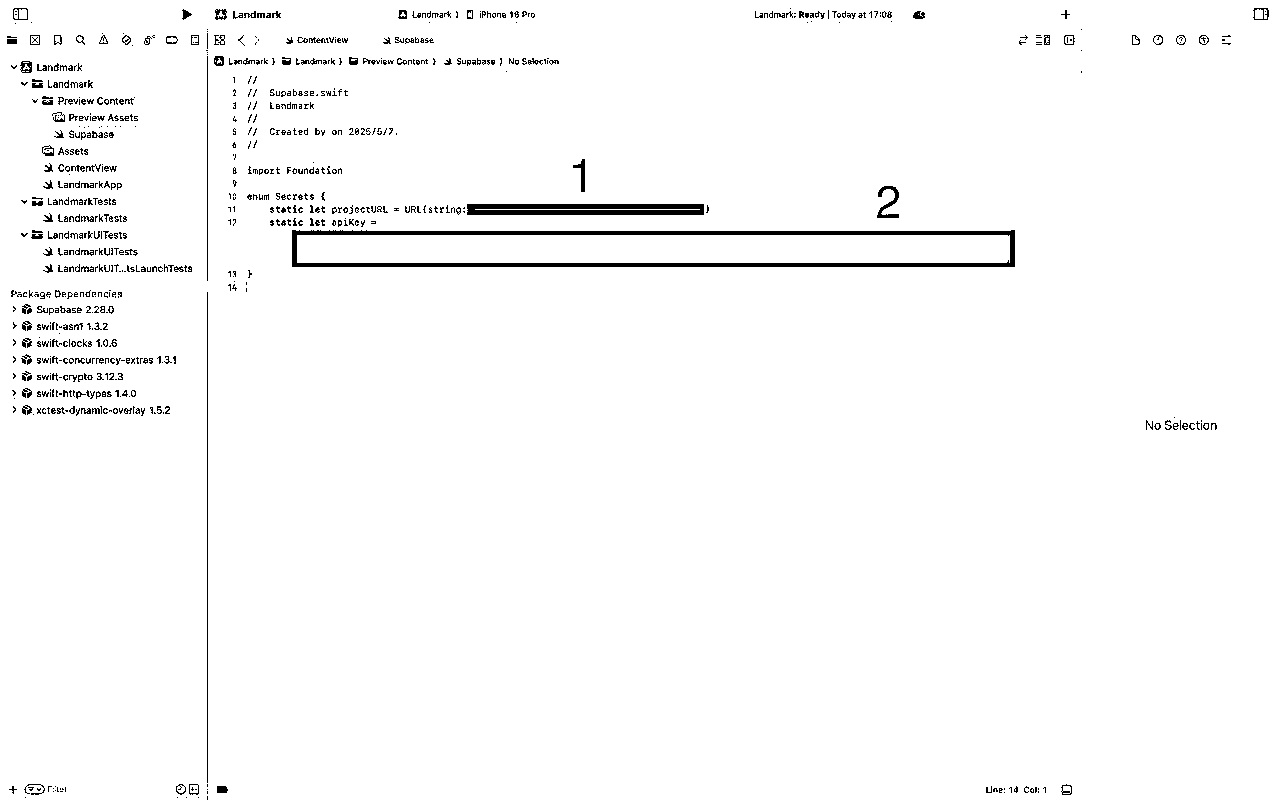 Landmark
Landmark ⟩ iPhone 16 Pro
Landmark: Ready | Today at 17:08
ContentView
Supabase
Landmark ⟩ Landmark ⟩ Preview Content ⟩ Supabase ⟩ No Selection
Landmark
Landmark
Preview Content
Preview Assets
Supabase
Assets
ContentView
LandmarkApp
LandmarkTests
LandmarkTests
LandmarkUITests
LandmarkUITests
LandmarkUIT...tsLaunchTests
Package Dependencies
Supabase 2.28.0
swift-asn1 1.3.2
swift-clocks 1.0.6
swift-concurrency-extras 1.3.1
swift-crypto 3.12.3
swift-http-types 1.4.0
xctest-dynamic-overlay 1.5.2
1 //
2 //  Supabase.swift
3 //  Landmark
4 //
5 //  Created by on 2025/5/7.
6 //
7
8 import Foundation
9
10 enum Secrets {
11     static let projectURL = URL(string: )
12     static let apiKey =
13 }
14
1
2
No Selection
Filter
Line: 14 Col: 1